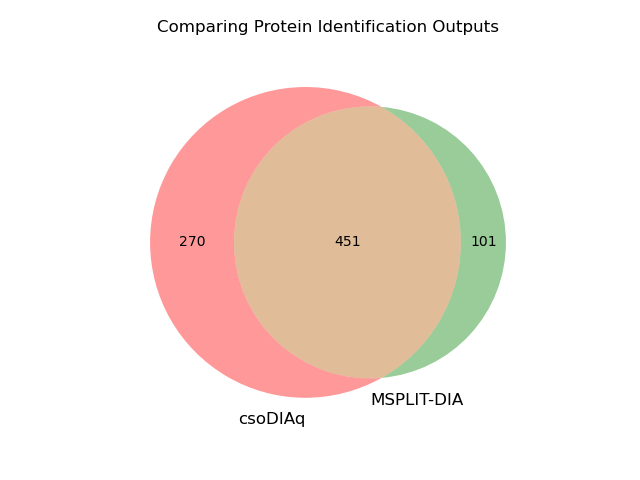 Comparing Protein Identification Outputs
270
451
101
MSPLIT-DIA
csoDIAq